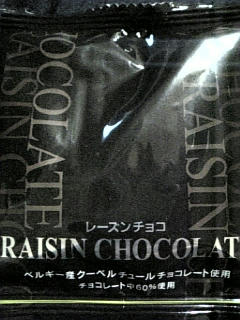 OCOLATE
RAISIN
AISIN CHO
レーズンチョコ
RAISIN CHOCOLAT
ベルギー産クーベルチュールチョコレート使用
チョコレート中60%使用